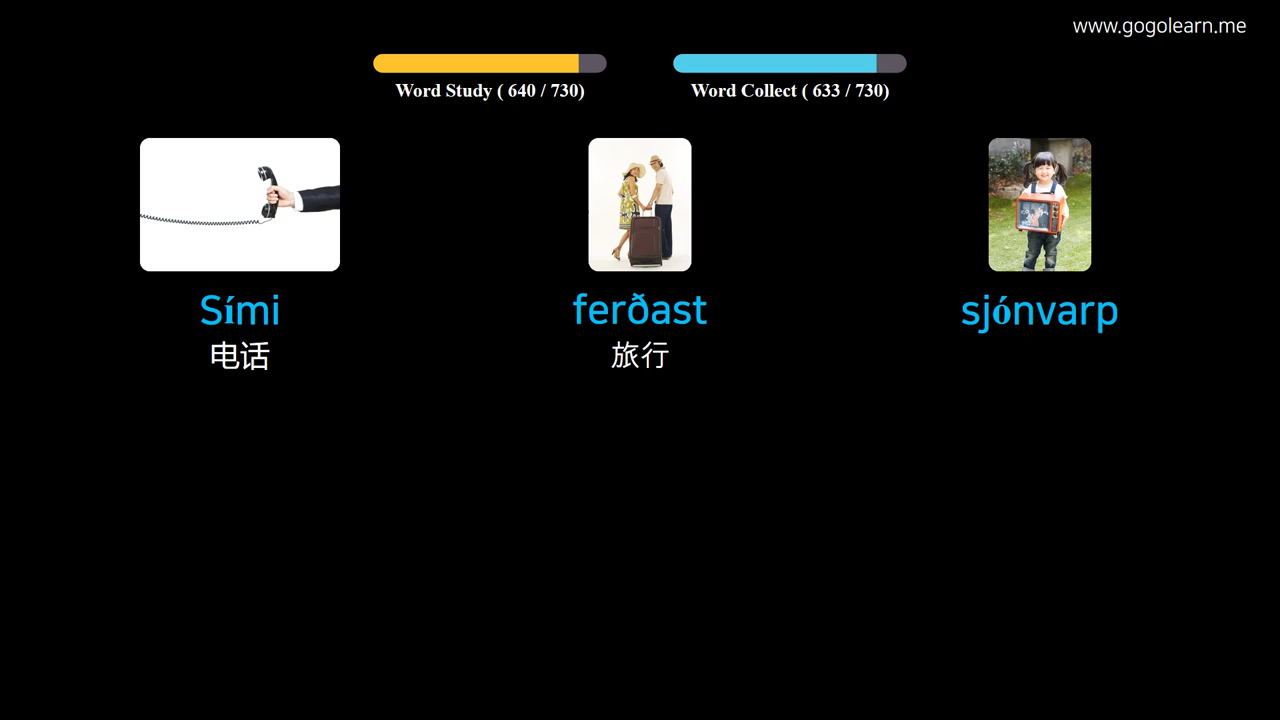 www.gogolearn.me
Word Study ( 640 / 730)
Word Collect ( 633 / 730)
Sími
ferðast
sjónvarp
电话
旅行